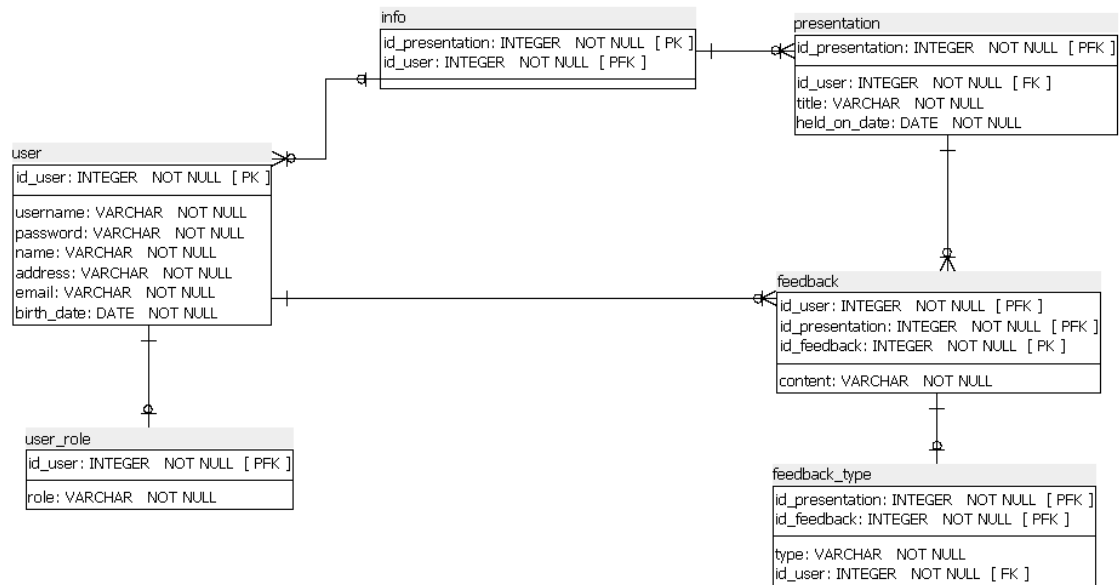 info
id_presentation: INTEGER NOT NULL [ PK ]
id_user: INTEGER NOT NULL [ PFK ]
presentation
id_presentation: INTEGER NOT NULL [ PFK ]
id_user: INTEGER NOT NULL [ FK ]
title: VARCHAR NOT NULL
held_on_date: DATE NOT NULL
user
id_user: INTEGER NOT NULL [ PK ]
username: VARCHAR NOT NULL
password: VARCHAR NOT NULL
name: VARCHAR NOT NULL
address: VARCHAR NOT NULL
email: VARCHAR NOT NULL
birth_date: DATE NOT NULL
feedback
id_user: INTEGER NOT NULL [ PFK ]
id_presentation: INTEGER NOT NULL [ PFK ]
id_feedback: INTEGER NOT NULL [ PK ]
content: VARCHAR NOT NULL
user_role
id_user: INTEGER NOT NULL [ PFK ]
role: VARCHAR NOT NULL
feedback_type
id_presentation: INTEGER NOT NULL [ PFK ]
id_feedback: INTEGER NOT NULL [ PFK ]
type: VARCHAR NOT NULL
id_user: INTEGER NOT NULL [ FK ]